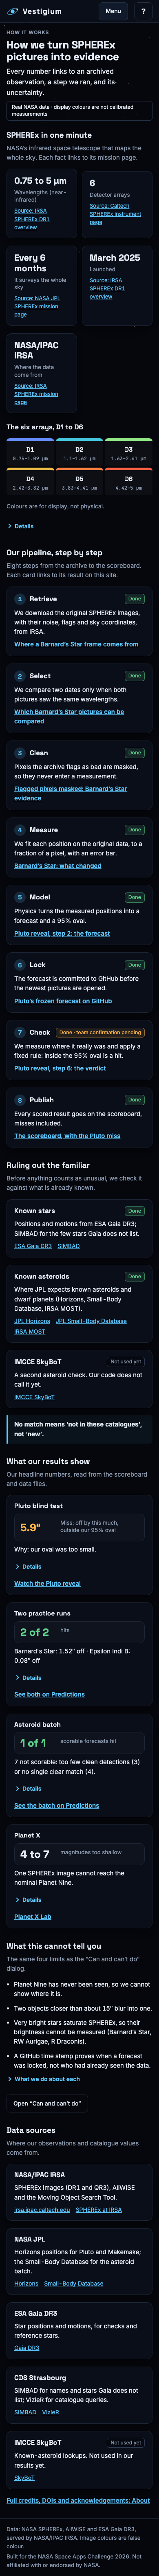 Vestigium
Menu
?
HOW IT WORKS
How we turn SPHEREx
pictures into evidence
Every number links to an archived
observation, a step we ran, and its
uncertainty.
Real NASA data · display colours are not calibrated
measurements
SPHEREx in one minute
NASA's infrared space telescope that maps the
whole sky. Each fact links to its mission page.
0.75 to 5 µm
Wavelengths (near-
infrared)
Source: IRSA
SPHEREx DR1
overview
6
Detector arrays
Source: Caltech
SPHEREx instrument
page
Every 6
months
It surveys the whole
sky
Source: NASA JPL
SPHEREx mission
page
March 2025
Launched
Source: IRSA
SPHEREx DR1
overview
NASA/IPAC
IRSA
Where the data
come from
Source: IRSA
SPHEREx mission
page
The six arrays, D1 to D6
D1
0.75–1.09 µm
D2
1.1–1.62 µm
D3
1.63–2.41 µm
D4
2.42–3.82 µm
D5
3.83–4.41 µm
D6
4.42–5 µm
Colours are for display, not physical.
Details
Our pipeline, step by step
Eight steps from the archive to the scoreboard.
Each card links to its result on this site.
1 Retrieve
Done
We download the original SPHEREx images,
with their noise, flags and sky coordinates,
from IRSA.
Where a Barnard's Star frame comes from
2 Select
Done
We compare two dates only when both
pictures saw the same wavelengths.
Which Barnard's Star pictures can be
compared
3 Clean
Done
Pixels the archive flags as bad are masked,
so they never enter a measurement.
Flagged pixels masked: Barnard's Star
evidence
4 Measure
Done
We fit each position on the original data, to a
fraction of a pixel, with an error bar.
Barnard's Star: what changed
5 Model
Done
Physics turns the measured positions into a
forecast and a 95% oval.
Pluto reveal, step 2: the forecast
6 Lock
Done
The forecast is committed to GitHub before
the newest pictures are opened.
Pluto's frozen forecast on GitHub
7 Check
Done · team confirmation pending
We measure where it really was and apply a
fixed rule: inside the 95% oval is a hit.
Pluto reveal, step 6: the verdict
8 Publish
Done
Every scored result goes on the scoreboard,
misses included.
The scoreboard, with the Pluto miss
Ruling out the familiar
Before anything counts as unusual, we check it
against what is already known.
Known stars
Done
Positions and motions from ESA Gaia DR3;
SIMBAD for the few stars Gaia does not list.
ESA Gaia DR3 SIMBAD
Known asteroids
Done
Where JPL expects known asteroids and
dwarf planets (Horizons, Small-Body
Database, IRSA MOST).
JPL Horizons JPL Small-Body Database
IRSA MOST
IMCCE SkyBoT
Not used yet
A second asteroid check. Our code does not
call it yet.
IMCCE SkyBoT
No match means ‘not in these catalogues’,
not ‘new’.
What our results show
Our headline numbers, read from the scoreboard
and data files.
Pluto blind test
5.9″
Miss: off by this much,
outside our 95% oval
Why: our oval was too small.
Details
Watch the Pluto reveal
Two practice runs
2 of 2
hits
Barnard's Star: 1.52″ off · Epsilon Indi B:
0.08″ off
Details
See both on Predictions
Asteroid batch
1 of 1
scorable forecasts hit
7 not scorable: too few clean detections (3)
or no single clear match (4).
Details
See the batch on Predictions
Planet X
4 to 7
magnitudes too shallow
One SPHEREx image cannot reach the
nominal Planet Nine.
Details
Planet X Lab
What this cannot tell you
The same four limits as the “Can and can't do”
dialog.
Planet Nine has never been seen, so we cannot
show where it is.
Two objects closer than about 15″ blur into one.
Very bright stars saturate SPHEREx, so their
brightness cannot be measured (Barnard's Star,
RW Aurigae, R Draconis).
A GitHub time stamp proves when a forecast
was locked, not who had already seen the data.
What we do about each
Open “Can and can't do”
Data sources
Where our observations and catalogue values
come from.
NASA/IPAC IRSA
SPHEREx images (DR1 and QR3), AllWISE
and the Moving Object Search Tool.
irsa.ipac.caltech.edu SPHEREx at IRSA
NASA JPL
Horizons positions for Pluto and Makemake;
the Small-Body Database for the asteroid
batch.
Horizons Small-Body Database
ESA Gaia DR3
Star positions and motions, for checks and
reference stars.
Gaia DR3
CDS Strasbourg
SIMBAD for names and stars Gaia does not
list; VizieR for catalogue queries.
SIMBAD VizieR
IMCCE SkyBoT
Not used yet
Known-asteroid lookups. Not used in our
results yet.
SkyBoT
Full credits, DOIs and acknowledgements: About
Data: NASA SPHEREx, AllWISE and ESA Gaia DR3,
served by NASA/IPAC IRSA. Image colours are false
colour.
Built for the NASA Space Apps Challenge 2026. Not
affiliated with or endorsed by NASA.